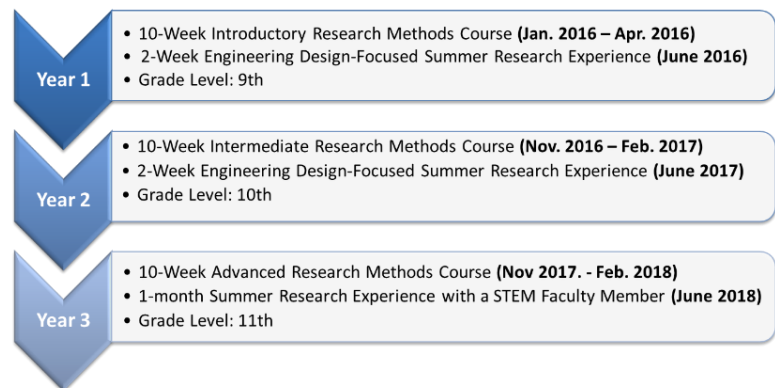 Year 1
• 10-Week Introductory Research Methods Course (Jan. 2016 – Apr. 2016)
• 2-Week Engineering Design-Focused Summer Research Experience (June 2016)
• Grade Level: 9th
Year 2
• 10-Week Intermediate Research Methods Course (Nov. 2016 – Feb. 2017)
• 2-Week Engineering Design-Focused Summer Research Experience (June 2017)
• Grade Level: 10th
Year 3
• 10-Week Advanced Research Methods Course (Nov 2017. - Feb. 2018)
• 1-month Summer Research Experience with a STEM Faculty Member (June 2018)
• Grade Level: 11th